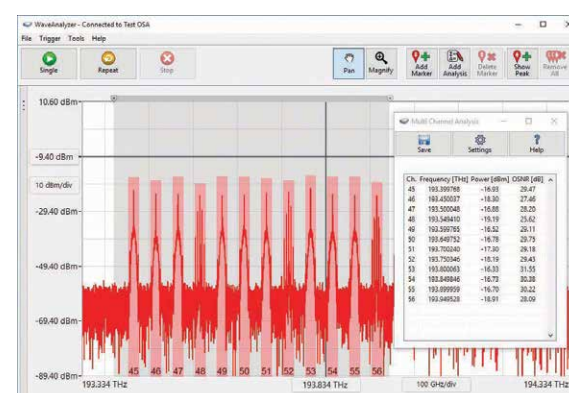 WaveAnalyzer - Connected to Test OSA
File Trigger Tools Help
Single Repeat Stop Pan Magnify Add Marker Add Analysis Delete Marker Show Peak Remove All
10.60 dBm
-9.40 dBm
10 dBm/div
-29.40 dBm
-49.40 dBm
-69.40 dBm
-89.40 dBm
45 46 47 48 49 50 51 52 53 54 55 56
193.334 THz 193.834 THz 100 GHz/div 194.334 THz
Multi Channel Analysis
Save Settings Help
Ch. Frequency [THz] Power [dBm] OSNR [dB]
45 193.399768 -16.93 29.47
46 193.450037 -18.30 27.46
47 193.500048 -16.88 28.20
48 193.549410 -19.19 25.62
49 193.599765 -16.52 29.11
50 193.649752 -16.78 29.75
51 193.700240 -17.30 29.18
52 193.750346 -18.19 29.43
53 193.800063 -16.33 31.55
54 193.849846 -16.73 30.38
55 193.899959 -16.70 30.22
56 193.949528 -18.91 28.09